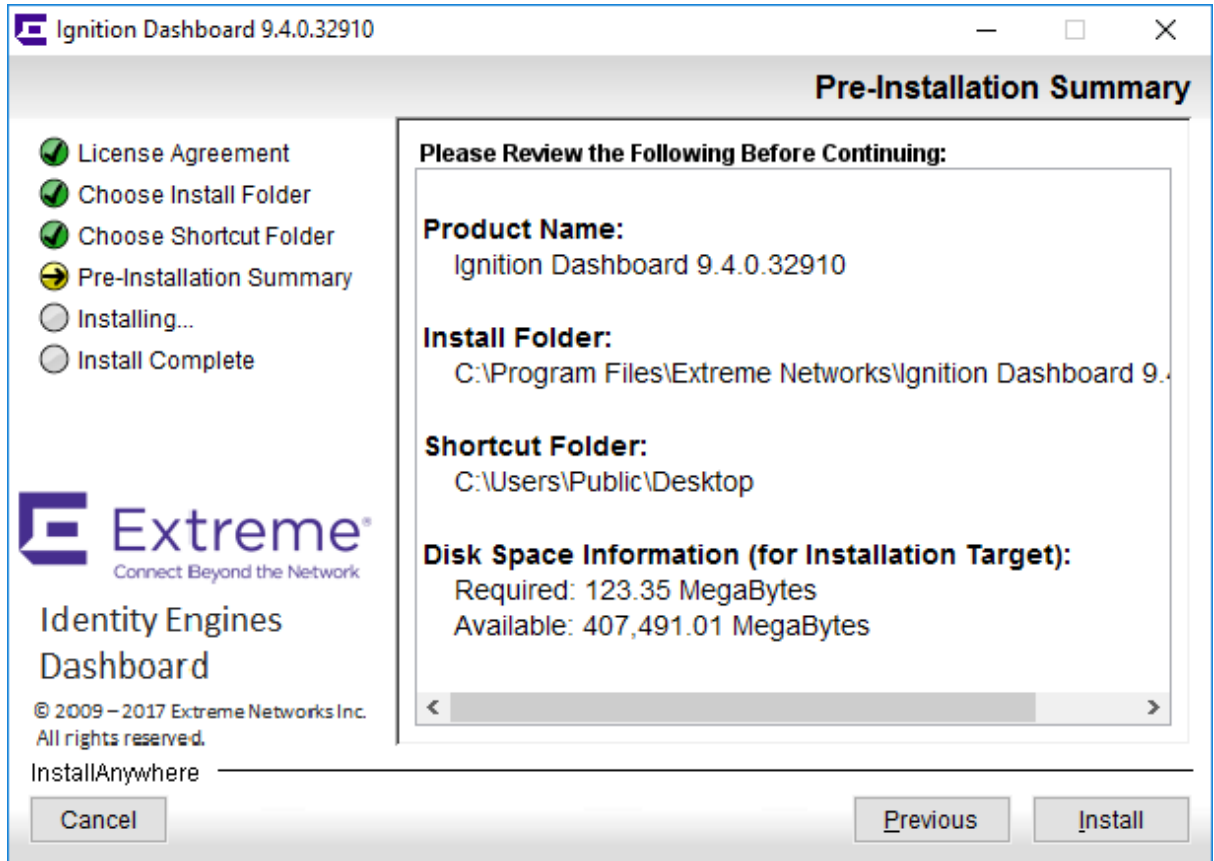 Ignition Dashboard 9.4.0.32910
Pre-Installation Summary
License Agreement
Choose Install Folder
Choose Shortcut Folder
Pre-Installation Summary
Installing...
Install Complete
Extreme®
Connect Beyond the Network
Identity Engines
Dashboard
© 2009 – 2017 Extreme Networks Inc.
All rights reserved.
Please Review the Following Before Continuing:
Product Name:
Ignition Dashboard 9.4.0.32910
Install Folder:
C:\Program Files\Extreme Networks\Ignition Dashboard 9.
Shortcut Folder:
C:\Users\Public\Desktop
Disk Space Information (for Installation Target):
Required: 123.35 MegaBytes
Available: 407,491.01 MegaBytes
InstallAnywhere
Cancel
Previous
Install